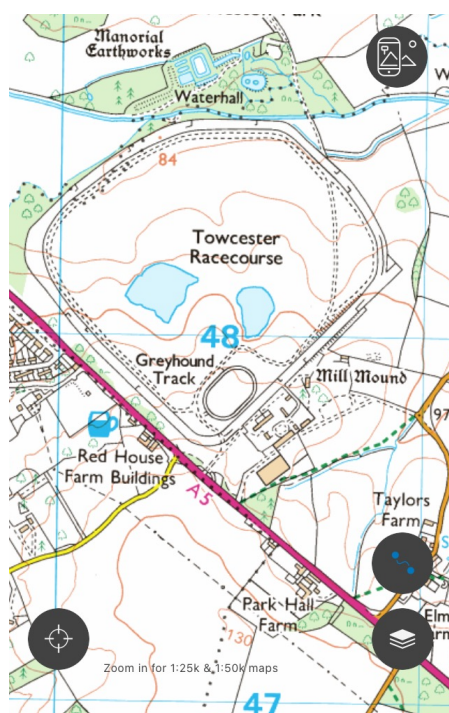 Manorial
Earthworks
Waterhall
84
Towcester
Racecourse
48
Greyhound
Track
Mill Mound
97
Red House
Farm Buildings
A5
Taylors
Farm
Park Hall
Farm
130
Zoom in for 1:25k & 1:50k maps
47